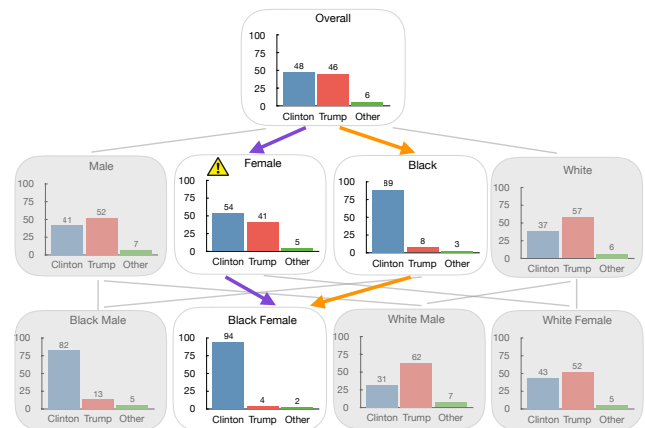 Overall
100
75
50
25
0
48 46 6
Clinton Trump Other
Male
100
75
50
25
0
41 52 7
Clinton Trump Other
Female
100
75
50
25
0
54 41 5
Clinton Trump Other
Black
100
75
50
25
0
89 8 3
Clinton Trump Other
White
100
75
50
25
0
37 57 6
Clinton Trump Other
Black Male
100
75
50
25
0
82 13 5
Clinton Trump Other
Black Female
100
75
50
25
0
94 4 2
Clinton Trump Other
White Male
100
75
50
25
0
31 62 7
Clinton Trump Other
White Female
100
75
50
25
0
43 52 5
Clinton Trump Other